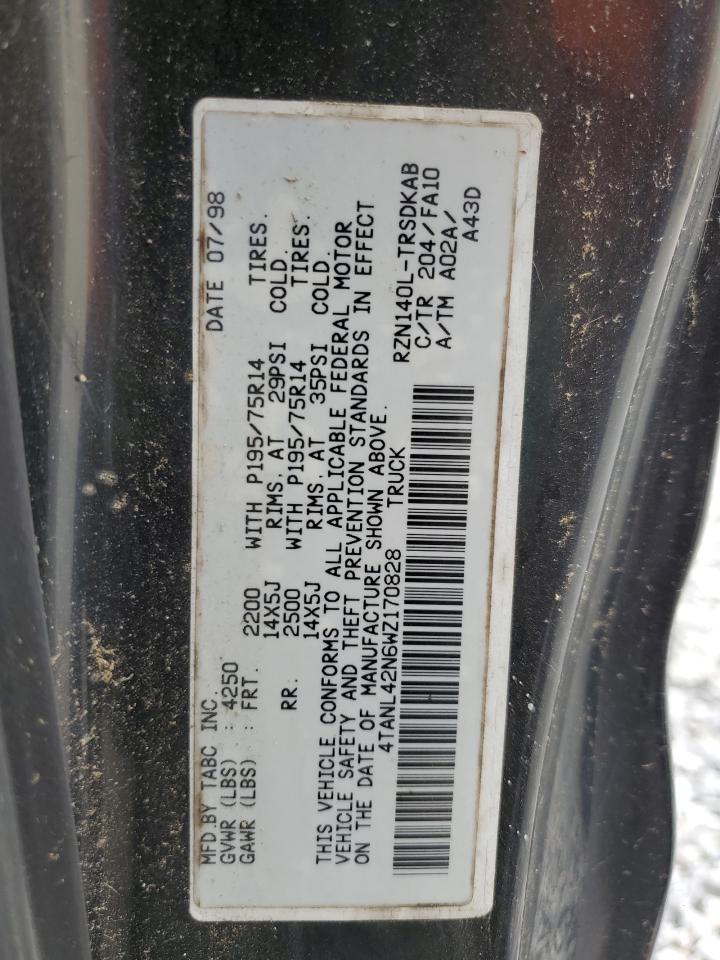 MFD.BY TABC INC. DATE 07/98
GVWR (LBS) : 4250
GAWR (LBS) : FRT. 2200 WITH P195/75R14 TIRES.
14X5J RIMS. AT 29PSI COLD.
RR. 2500 WITH P195/75R14 TIRES.
14X5J RIMS. AT 35PSI COLD.
THIS VEHICLE CONFORMS TO ALL APPLICABLE FEDERAL MOTOR
VEHICLE SAFETY AND THEFT PREVENTION STANDARDS IN EFFECT
ON THE DATE OF MANUFACTURE SHOWN ABOVE.
4TANL42N6WZ170828 TRUCK
RZN140L-TRSDKAB
C/TR 204/FA10
A/TM A02A/
A43D